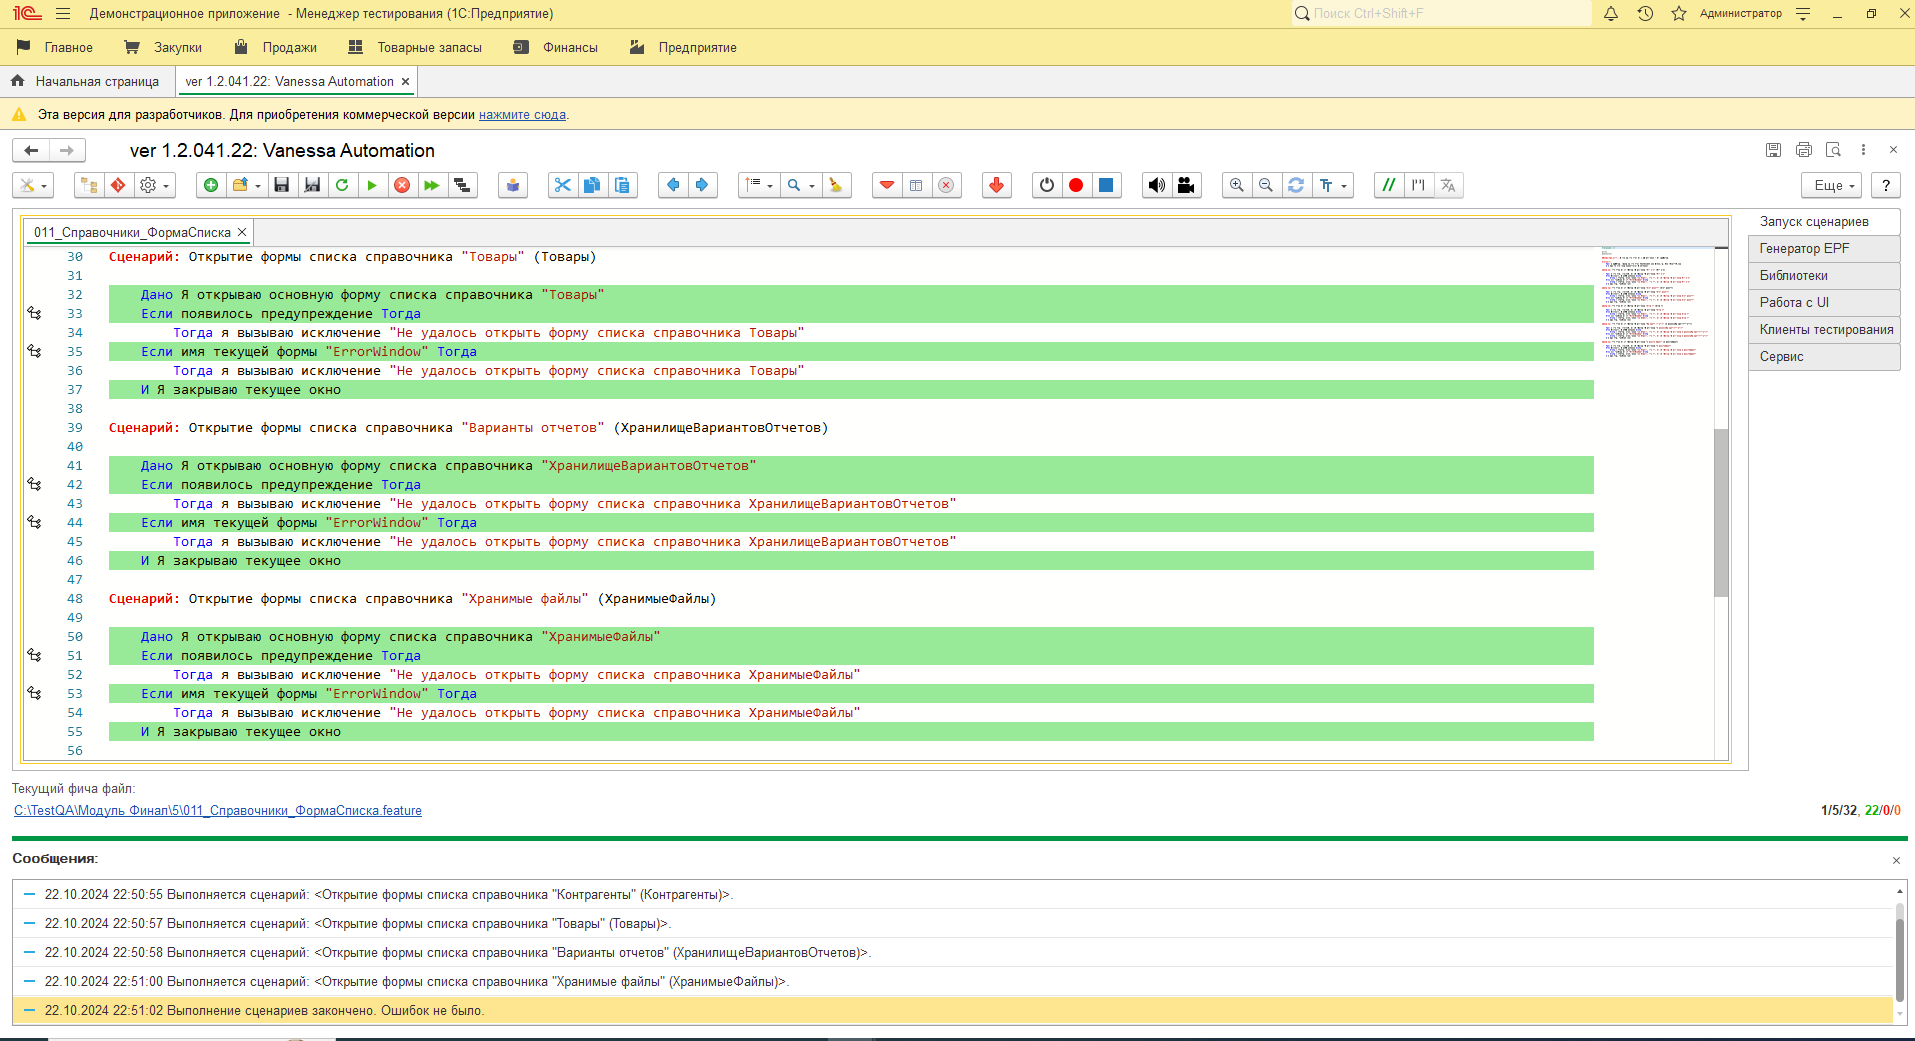 Демонстрационное приложение - Менеджер тестирования (1С:Предприятие)
Поиск Ctrl+Shift+F
Администратор
Главное Закупки Продажи Товарные запасы Финансы Предприятие
Начальная страница
ver 1.2.041.22: Vanessa Automation
Эта версия для разработчиков. Для приобретения коммерческой версии нажмите сюда.
ver 1.2.041.22: Vanessa Automation
Еще ?
011_Справочники_ФормаСписка
30 Сценарий: Открытие формы списка справочника "Товары" (Товары)
31
32 Дано Я открываю основную форму списка справочника "Товары"
33 Если появилось предупреждение Тогда
34 Тогда я вызываю исключение "Не удалось открыть форму списка справочника Товары"
35 Если имя текущей формы "ErrorWindow" Тогда
36 Тогда я вызываю исключение "Не удалось открыть форму списка справочника Товары"
37 И Я закрываю текущее окно
38
39 Сценарий: Открытие формы списка справочника "Варианты отчетов" (ХранилищеВариантовОтчетов)
40
41 Дано Я открываю основную форму списка справочника "ХранилищеВариантовОтчетов"
42 Если появилось предупреждение Тогда
43 Тогда я вызываю исключение "Не удалось открыть форму списка справочника ХранилищеВариантовОтчетов"
44 Если имя текущей формы "ErrorWindow" Тогда
45 Тогда я вызываю исключение "Не удалось открыть форму списка справочника ХранилищеВариантовОтчетов"
46 И Я закрываю текущее окно
47
48 Сценарий: Открытие формы списка справочника "Хранимые файлы" (ХранимыеФайлы)
49
50 Дано Я открываю основную форму списка справочника "ХранимыеФайлы"
51 Если появилось предупреждение Тогда
52 Тогда я вызываю исключение "Не удалось открыть форму списка справочника ХранимыеФайлы"
53 Если имя текущей формы "ErrorWindow" Тогда
54 Тогда я вызываю исключение "Не удалось открыть форму списка справочника ХранимыеФайлы"
55 И Я закрываю текущее окно
56
Запуск сценариев
Генератор EPF
Библиотеки
Работа с UI
Клиенты тестирования
Сервис
Текущий фича файл:
C:\TestQA\Модуль Финал\5\011_Справочники_ФормаСписка.feature
1/5/32, 22/0/0
Сообщения:
22.10.2024 22:50:55 Выполняется сценарий: <Открытие формы списка справочника "Контрагенты" (Контрагенты)>.
22.10.2024 22:50:57 Выполняется сценарий: <Открытие формы списка справочника "Товары" (Товары)>.
22.10.2024 22:50:58 Выполняется сценарий: <Открытие формы списка справочника "Варианты отчетов" (ХранилищеВариантовОтчетов)>.
22.10.2024 22:51:00 Выполняется сценарий: <Открытие формы списка справочника "Хранимые файлы" (ХранимыеФайлы)>.
22.10.2024 22:51:02 Выполнение сценариев закончено. Ошибок не было.